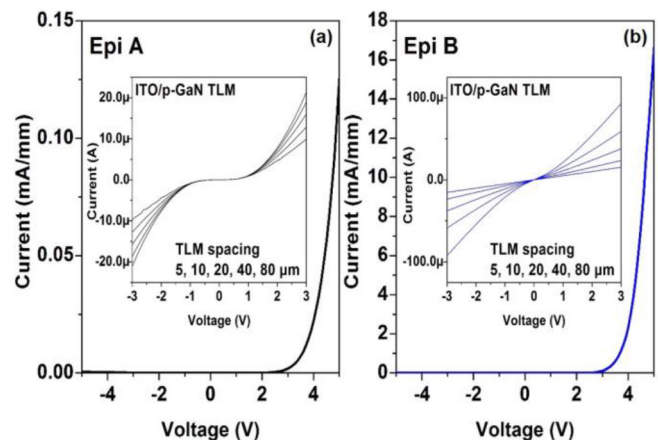 Epi A
(a)
ITO/p-GaN TLM
20.0μ
10.0μ
0.0
-10.0μ
-20.0μ
Current (A)
TLM spacing
5, 10, 20, 40, 80 μm
-3 -2 -1 0 1 2 3
Voltage (V)
0.15
0.10
0.05
0.00
Current (mA/mm)
-4 -2 0 2 4
Voltage (V)
Epi B
(b)
ITO/p-GaN TLM
100.0μ
0.0
-100.0μ
Current (A)
TLM spacing
5, 10, 20, 40, 80 μm
-3 -2 -1 0 1 2 3
Voltage (V)
18
16
14
12
10
8
6
4
2
0
Current (mA/mm)
-4 -2 0 2 4
Voltage (V)